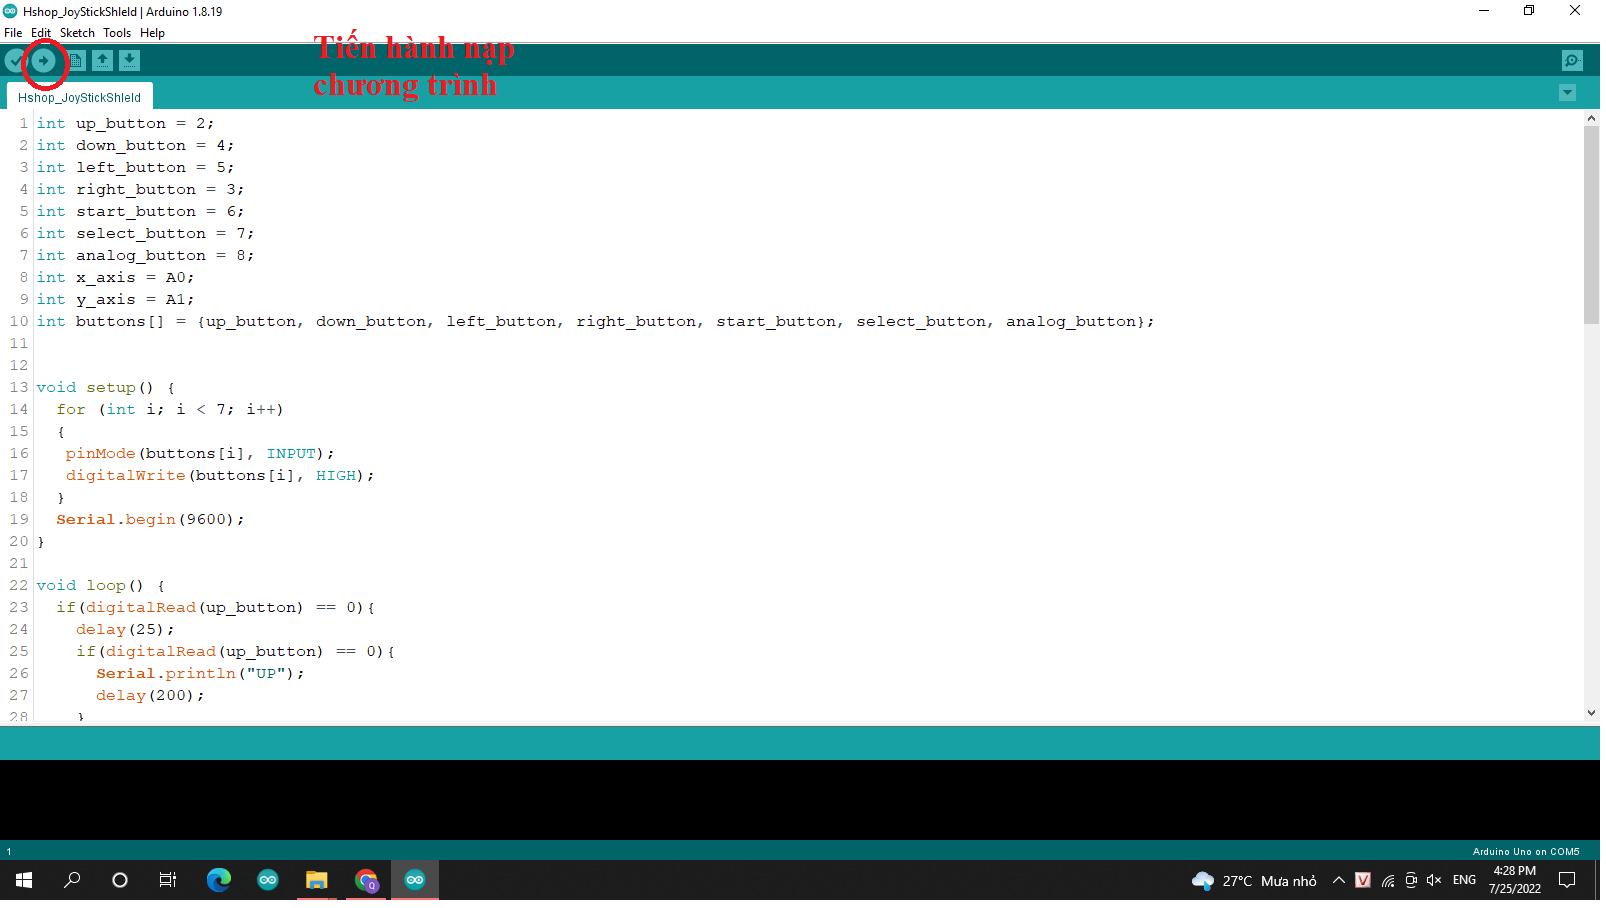 Hshop_JoyStickShield | Arduino 1.8.19
File Edit Sketch Tools Help
Tiến hành nạp
chương trình
Hshop_JoyStickShield
1 int up_button = 2;
2 int down_button = 4;
3 int left_button = 5;
4 int right_button = 3;
5 int start_button = 6;
6 int select_button = 7;
7 int analog_button = 8;
8 int x_axis = A0;
9 int y_axis = A1;
10 int buttons[] = {up_button, down_button, left_button, right_button, start_button, select_button, analog_button};
11
12
13 void setup() {
14 for (int i; i < 7; i++)
15 {
16 pinMode(buttons[i], INPUT);
17 digitalWrite(buttons[i], HIGH);
18 }
19 Serial.begin(9600);
20 }
21
22 void loop() {
23 if(digitalRead(up_button) == 0){
24 delay(25);
25 if(digitalRead(up_button) == 0){
26 Serial.println("UP");
27 delay(200);
28 }
1 Arduino Uno on COM5
27°C Mưa nhỏ V ENG 4:28 PM
7/25/2022